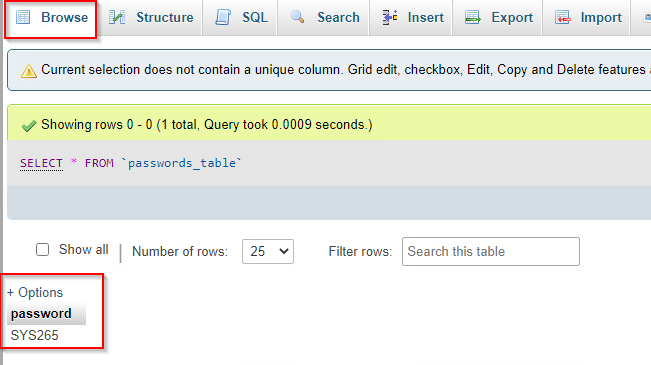 Browse Structure SQL Search Insert Export Import
Current selection does not contain a unique column. Grid edit, checkbox, Edit, Copy and Delete features
Showing rows 0 - 0 (1 total, Query took 0.0009 seconds.)
SELECT * FROM `passwords_table`
Show all | Number of rows: 25 Filter rows: Search this table
+ Options
password
SYS265